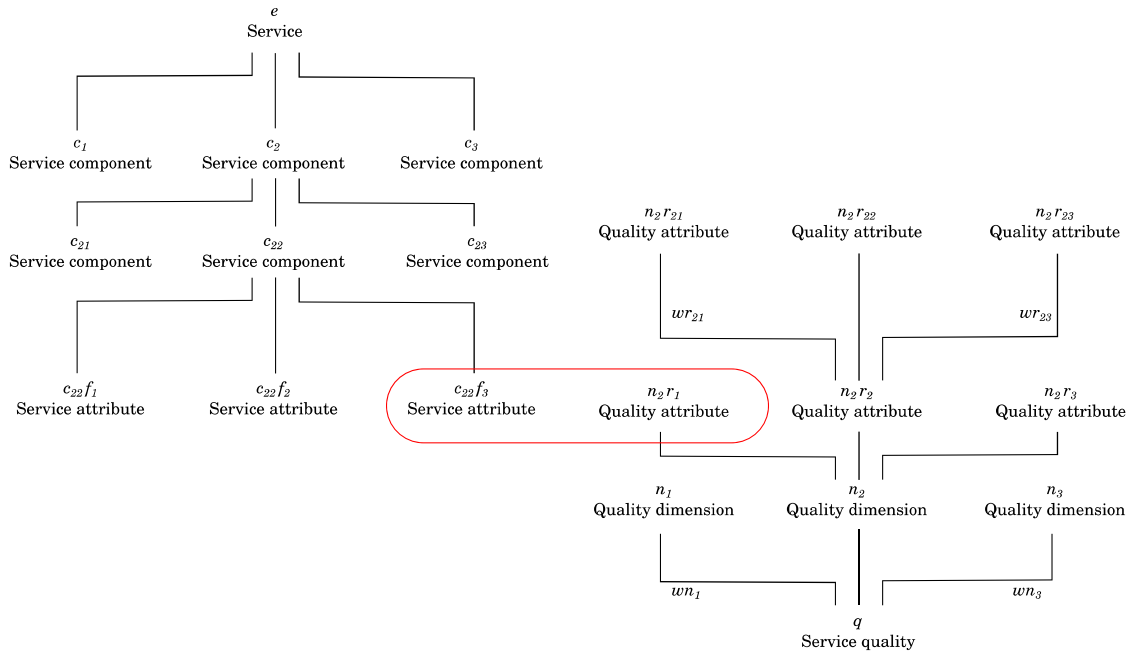 e
Service
c1
Service component
c2
Service component
c3
Service component
c21
Service component
c22
Service component
c23
Service component
c22f1
Service attribute
c22f2
Service attribute
c22f3
Service attribute
n2r21
Quality attribute
n2r22
Quality attribute
n2r23
Quality attribute
wr21
wr23
n2r1
Quality attribute
n2r2
Quality attribute
n2r3
Quality attribute
n1
Quality dimension
n2
Quality dimension
n3
Quality dimension
wn1
wn3
q
Service quality